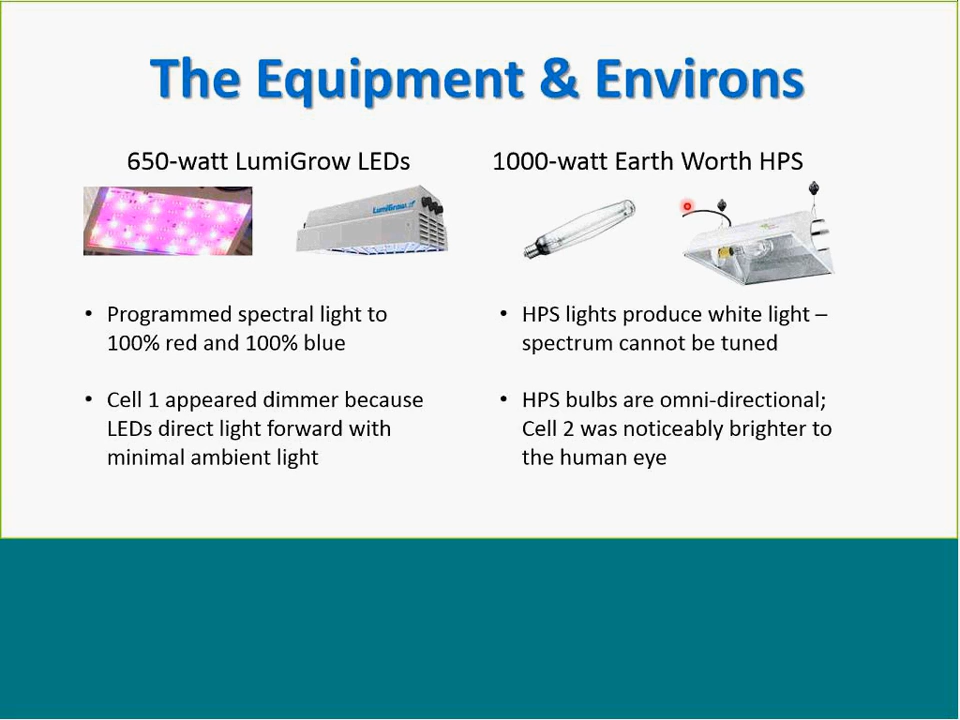 The Equipment & Environs
650-watt LumiGrow LEDs
1000-watt Earth Worth HPS
LumiGrow
• Programmed spectral light to
100% red and 100% blue
• Cell 1 appeared dimmer because
LEDs direct light forward with
minimal ambient light
• HPS lights produce white light –
spectrum cannot be tuned
• HPS bulbs are omni-directional;
Cell 2 was noticeably brighter to
the human eye